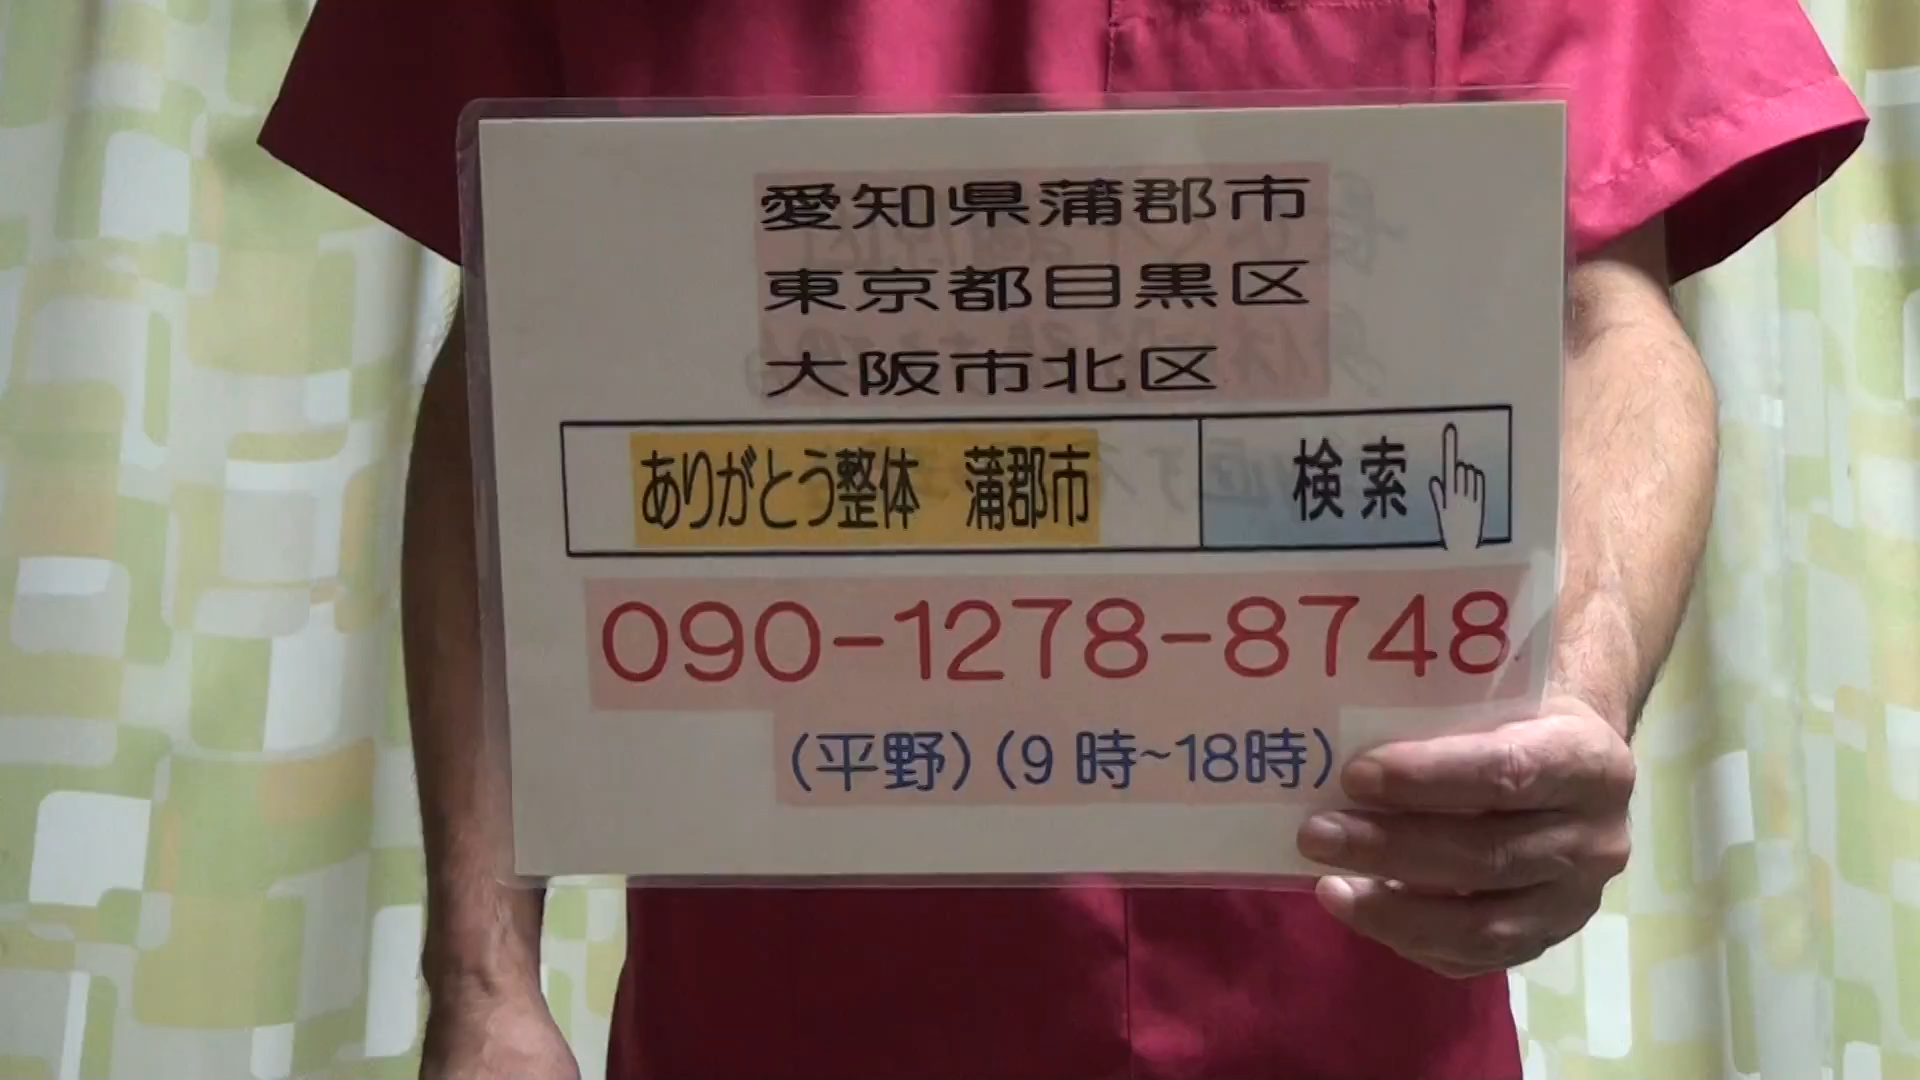 愛知県蒲郡市
東京都目黒区
大阪市北区
ありがとう整体　蒲郡市
検索
090-1278-8748
(平野)(9時~18時)